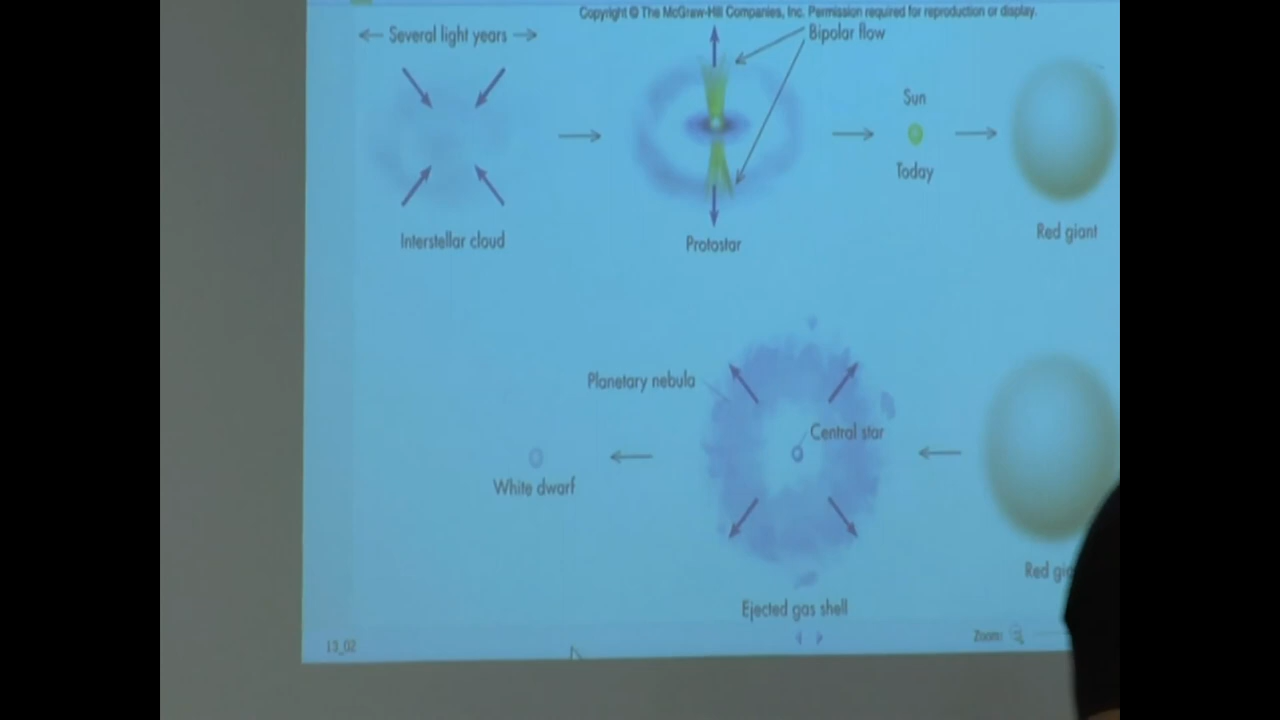 Copyright © The McGraw-Hill Companies, Inc. Permission required for reproduction or display.
Several light years
Bipolar flow
Sun
Today
Interstellar cloud
Protostar
Red giant
Planetary nebula
Central star
White dwarf
Red
Ejected gas shell
Zoom:
13_02